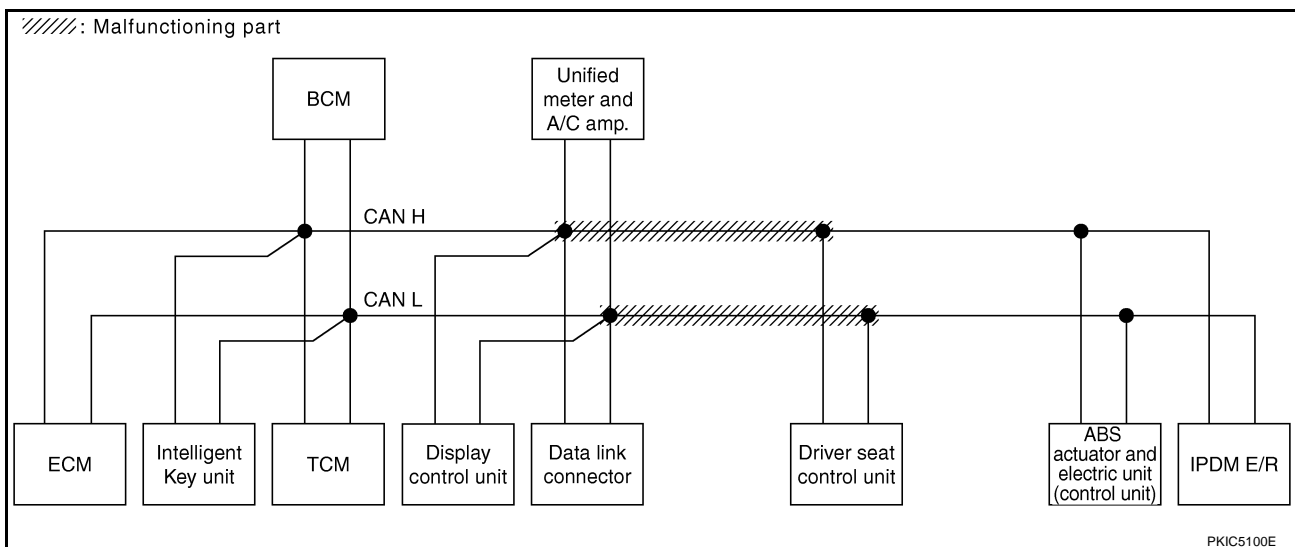 : Malfunctioning part
BCM
Unified
meter and
A/C amp.
CAN H
CAN L
ECM
Intelligent
Key unit
TCM
Display
control unit
Data link
connector
Driver seat
control unit
ABS
actuator and
electric unit
(control unit)
IPDM E/R
PKIC5100E